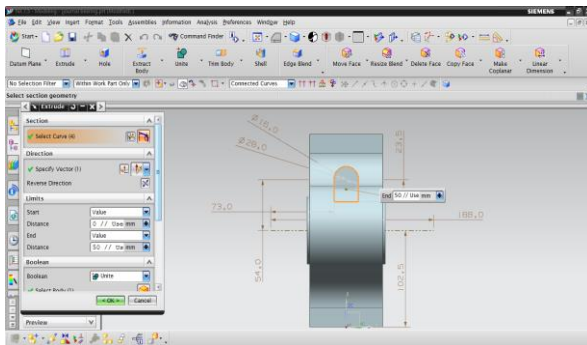 SIEMENS
File Edit View Insert Format Tools Assemblies Information Analysis Preferences Window Help
Start Command Finder
Datum Plane Extrude Hole Extract Body Unite Trim Body Shell Edge Blend Move Face Resize Blend Delete Face Copy Face Make Coplanar Linear Dimension
No Selection Filter Within Work Part Only Connected Curves
Select section geometry
Extrude
Section
Select Curve (4)
Direction
Specify Vector (1)
Reverse Direction
Limits
Start Value
Distance 0 mm
End Value
Distance 50 mm
Boolean
Boolean Unite
Select Body (1)
OK Cancel
Preview
Ø16,0
Ø28,0
23,5
End 50 // Use mm
73,0
188,0
54,0
102,5